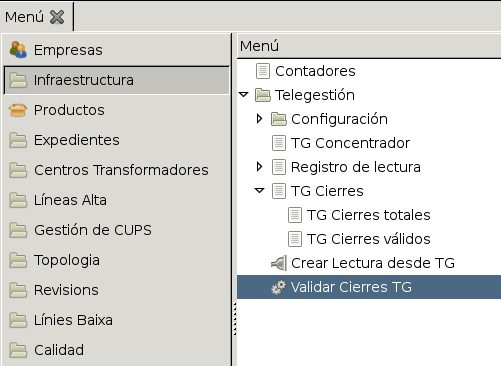 Menú
Empresas
Infraestructura
Productos
Expedientes
Centros Transformadores
Líneas Alta
Gestión de CUPS
Topologia
Revisions
Línies Baixa
Calidad
Menú
Contadores
Telegestión
Configuración
TG Concentrador
Registro de lectura
TG Cierres
TG Cierres totales
TG Cierres válidos
Crear Lectura desde TG
Validar Cierres TG